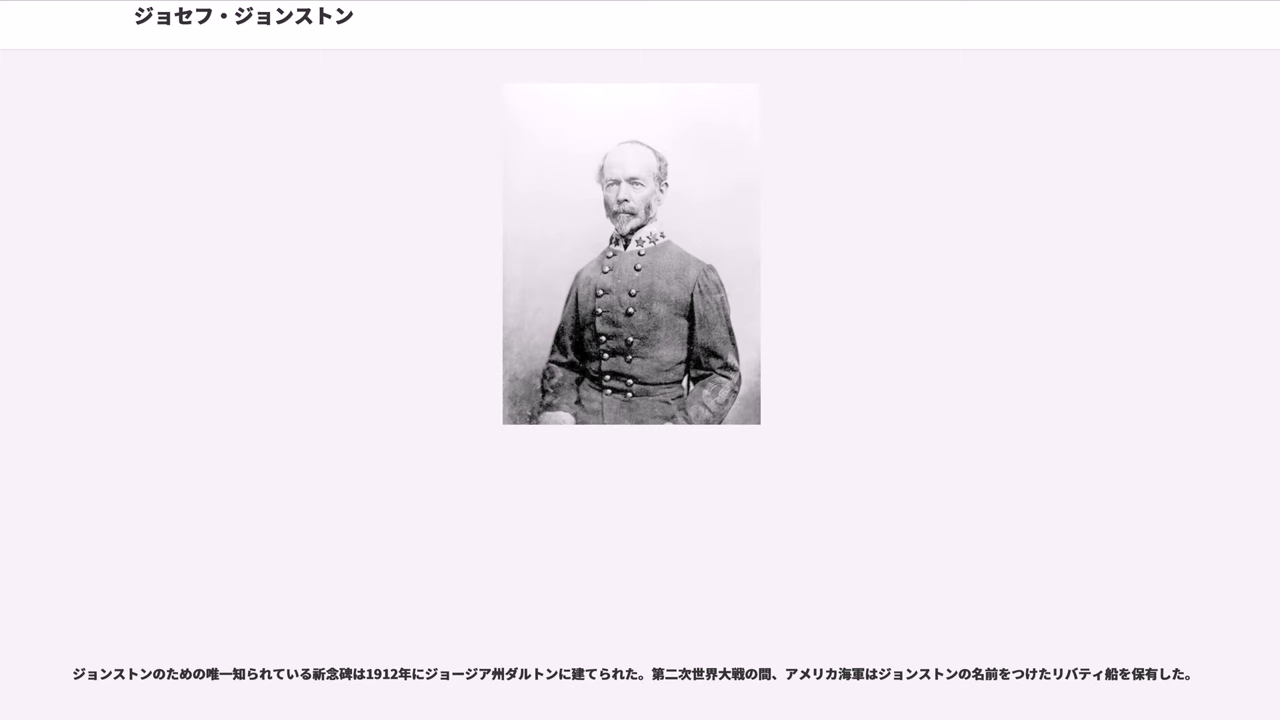 ジョセフ・ジョンストン
ジョンストンのための唯一知られている祈念碑は1912年にジョージア州ダルトンに建てられた。第二次世界大戦の間、アメリカ海軍はジョンストンの名前をつけたリバティ船を保有した。